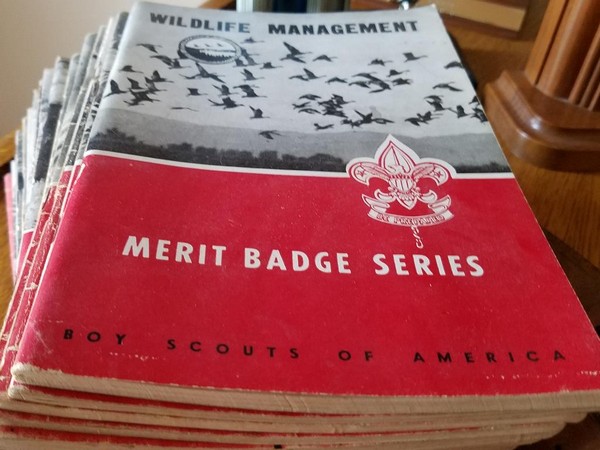 WILDLIFE MANAGEMENT
MERIT BADGE SERIES
BOY SCOUTS OF AMERICA